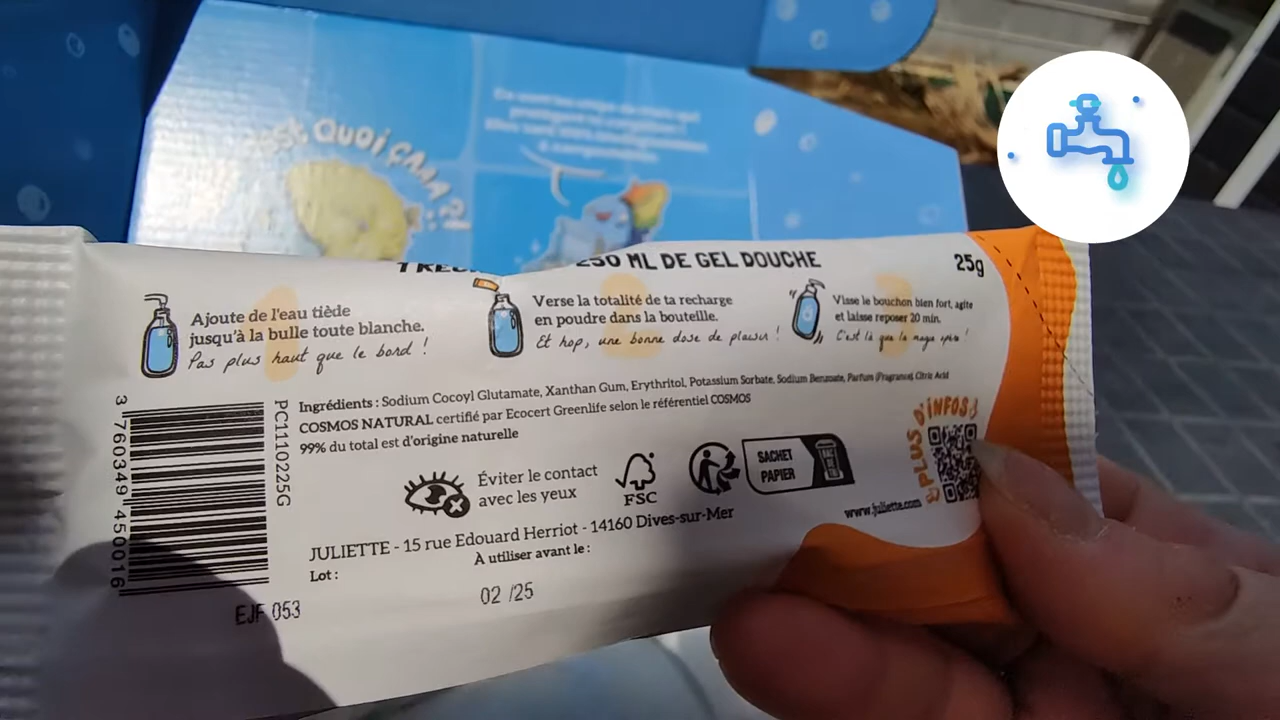 C'EST QUOI ÇAAA ?!
250 ML DE GEL DOUCHE
25g
Ajoute de l'eau tiède
jusqu'à la bulle toute blanche.
Pas plus haut que le bord !
Verse la totalité de ta recharge
en poudre dans la bouteille.
Et hop, une bonne dose de plaisir !
Visse le bouchon bien fort, agite
et laisse reposer 20 min.
C'est là que la magie opère !
Ingrédients : Sodium Cocoyl Glutamate, Xanthan Gum, Erythritol, Potassium Sorbate, Sodium Benzoate, Parfum (Fragrance), Citric Acid
COSMOS NATURAL certifié par Ecocert Greenlife selon le référentiel COSMOS
99% du total est d'origine naturelle
3 760349 450016
PC1110225G
Éviter le contact
avec les yeux
FSC
SACHET
PAPIER
PLUS D'INFOS
www.juliette.com
JULIETTE - 15 rue Edouard Herriot - 14160 Dives-sur-Mer
Lot :
À utiliser avant le :
EJF 053
02 /25